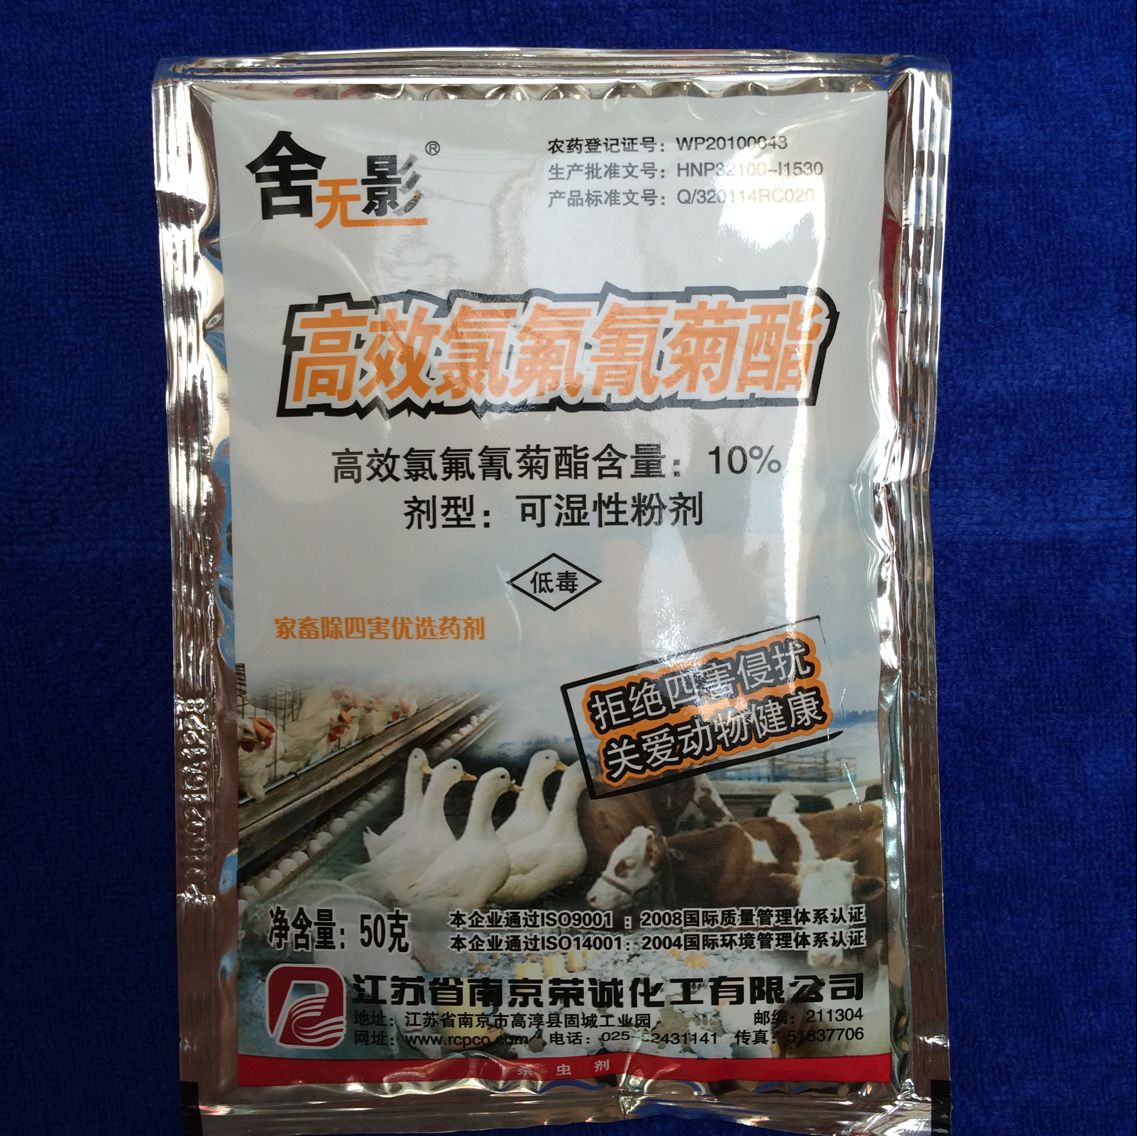 舍无影®
农药登记证号：WP20100043
生产批准文号：HNP32100-I1530
产品标准文号：Q/320114RC020
高效氯氟氰菊酯
高效氯氟氰菊酯含量：10%
剂型：可湿性粉剂
低毒
家畜除四害优选药剂
拒绝四害侵扰
关爱动物健康
净含量：50克
本企业通过ISO9001：2008国际质量管理体系认证
本企业通过ISO14001：2004国际环境管理体系认证
江苏省南京荣诚化工有限公司
地址：江苏省南京市高淳县固城工业园
邮编：211304
网址：www.rcpco.com
电话：025-52431141
传真：51837706
杀虫剂